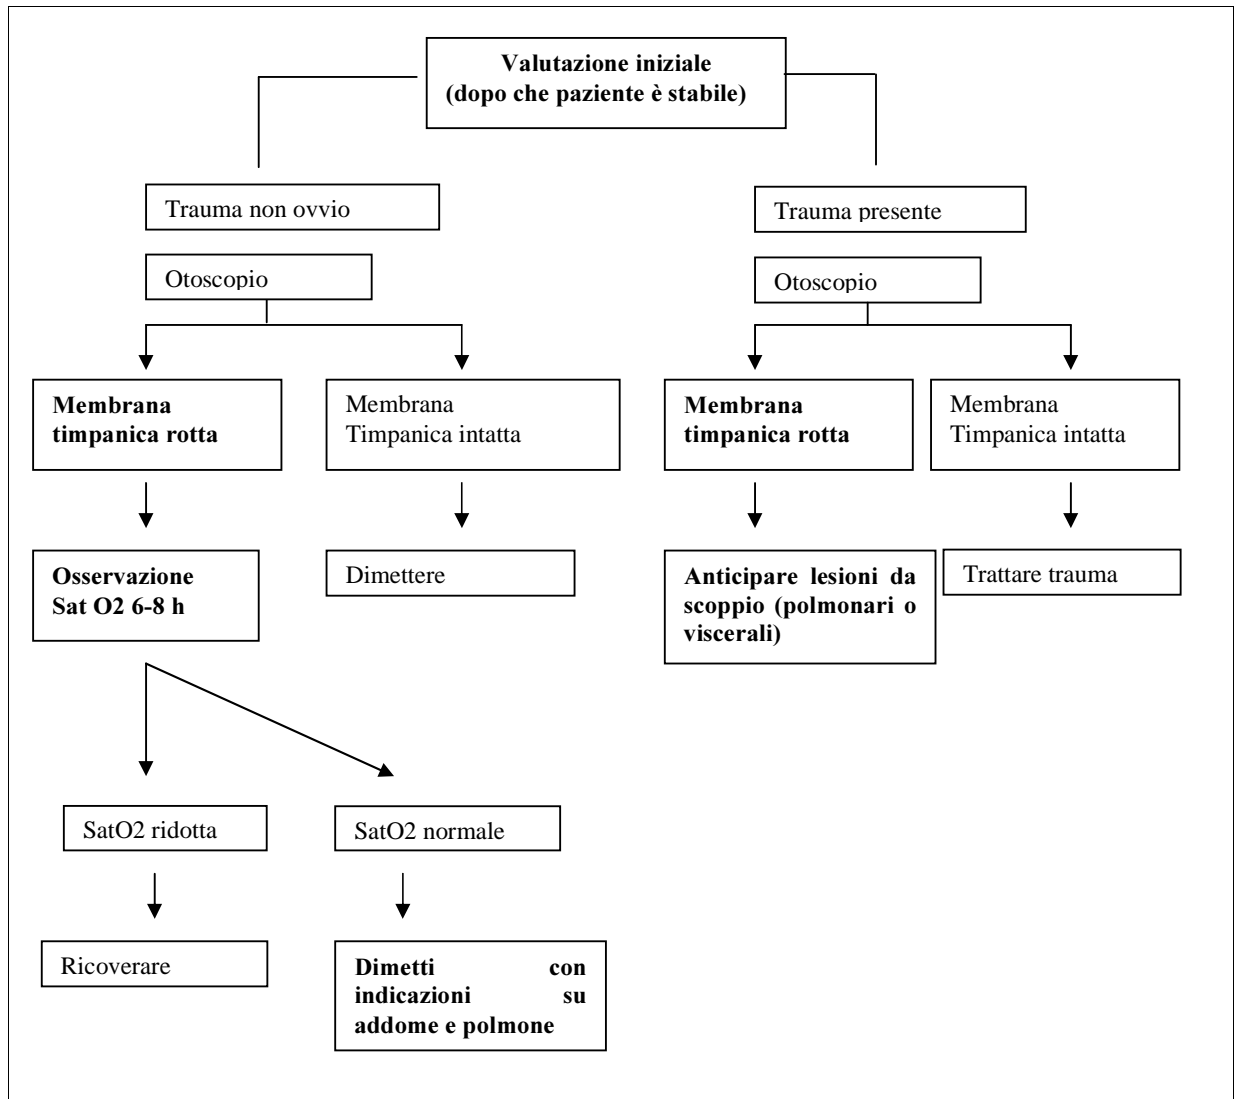 Valutazione iniziale
(dopo che paziente è stabile)
Trauma non ovvio
Trauma presente
Otoscopio
Otoscopio
Membrana
timpanica rotta
Membrana
Timpanica intatta
Membrana
timpanica rotta
Membrana
Timpanica intatta
Osservazione
Sat O2 6-8 h
Dimettere
Anticipare lesioni da
scoppio (polmonari o
viscerali)
Trattare trauma
SatO2 ridotta
SatO2 normale
Ricoverare
Dimetti con
indicazioni su
addome e polmone